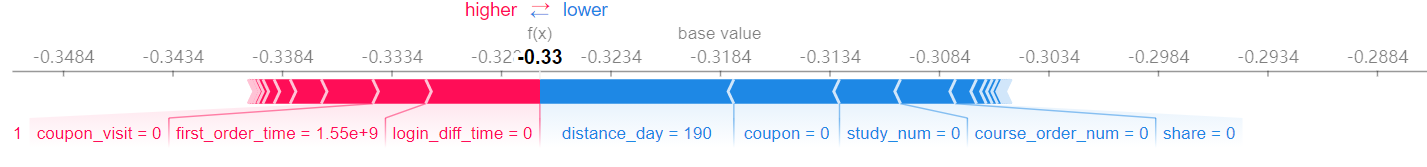 higher ⇄ lower
f(x) base value
-0.3484 -0.3434 -0.3384 -0.3334 -0.33 -0.3234 -0.3184 -0.3134 -0.3084 -0.3034 -0.2984 -0.2934 -0.2884
1 coupon_visit = 0 first_order_time = 1.55e+9 login_diff_time = 0 distance_day = 190 coupon = 0 study_num = 0 course_order_num = 0 share = 0